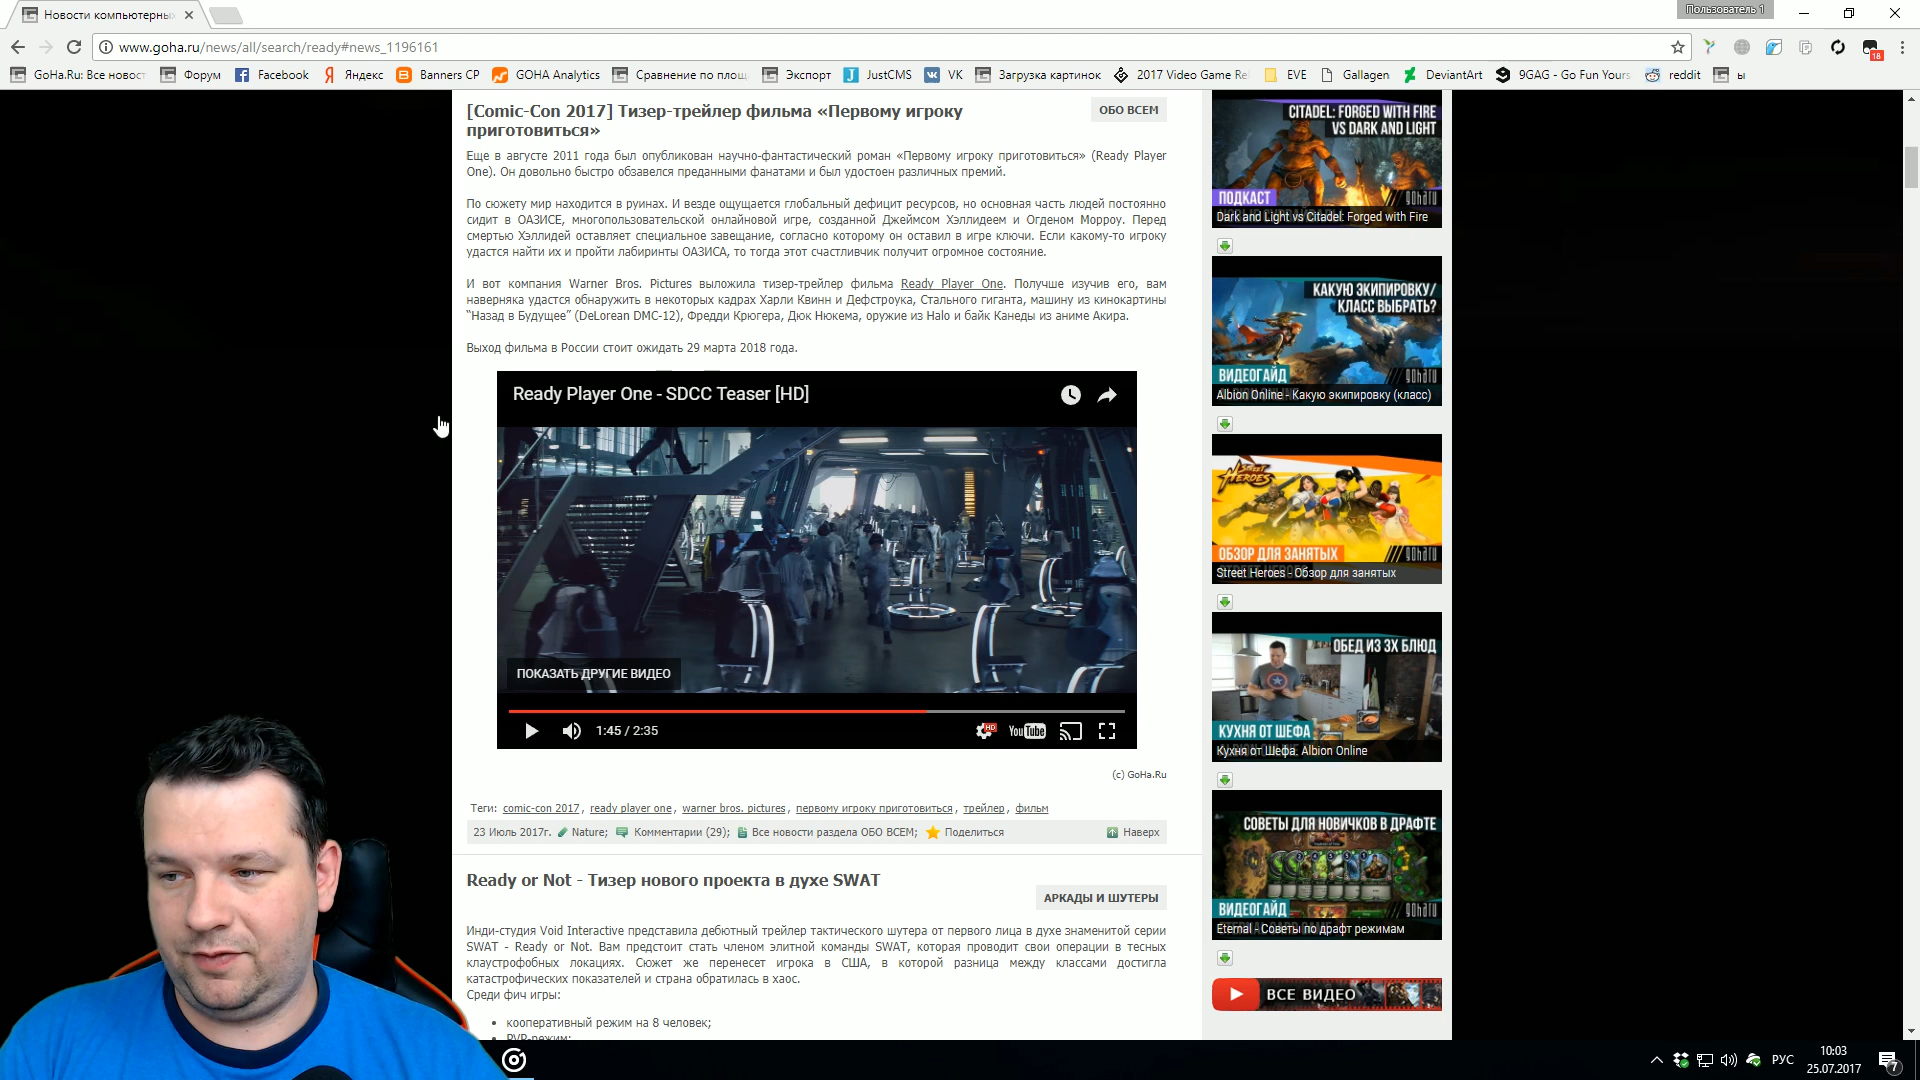 Новости компьютерны
Пользователь 1
www.goha.ru/news/all/search/ready#news_1196161
18
GoHa.Ru: Все новост
Форум
Facebook
Яндекс
Banners CP
GOHA Analytics
Сравнение по площ
Экспорт
JustCMS
VK
Загрузка картинок
2017 Video Game Re
EVE
Gallagen
DeviantArt
9GAG - Go Fun Yours
reddit
ы
[Comic-Con 2017] Тизер-трейлер фильма «Первому игроку
приготовиться»
ОБО ВСЕМ
Еще в августе 2011 года был опубликован научно-фантастический роман «Первому игроку приготовиться» (Ready Player
One). Он довольно быстро обзавелся преданными фанатами и был удостоен различных премий.
По сюжету мир находится в руинах. И везде ощущается глобальный дефицит ресурсов, но основная часть людей постоянно
сидит в ОАЗИСЕ, многопользовательской онлайновой игре, созданной Джеймсом Хэллидеем и Огденом Морроу. Перед
смертью Хэллидей оставляет специальное завещание, согласно которому он оставил в игре ключи. Если какому-то игроку
удастся найти их и пройти лабиринты ОАЗИСА, то тогда этот счастливчик получит огромное состояние.
И вот компания Warner Bros. Pictures выложила тизер-трейлер фильма Ready Player One. Получше изучив его, вам
наверняка удастся обнаружить в некоторых кадрах Харли Квинн и Дефстроука, Стального гиганта, машину из кинокартины
“Назад в Будущее” (DeLorean DMC-12), Фредди Крюгера, Дюк Нюкема, оружие из Halo и байк Канеды из аниме Акира.
Выход фильма в России стоит ожидать 29 марта 2018 года.
Ready Player One - SDCC Teaser [HD]
ПОКАЗАТЬ ДРУГИЕ ВИДЕО
1:45 / 2:35
HD
YouTube
(c) GoHa.Ru
Теги: comic-con 2017, ready player one, warner bros. pictures, первому игроку приготовиться, трейлер, фильм
23 Июль 2017г. Nature; Комментарии (29); Все новости раздела ОБО ВСЕМ; Поделиться
Наверх
Ready or Not - Тизер нового проекта в духе SWAT
АРКАДЫ И ШУТЕРЫ
Инди-студия Void Interactive представила дебютный трейлер тактического шутера от первого лица в духе знаменитой серии
SWAT - Ready or Not. Вам предстоит стать членом элитной команды SWAT, которая проводит свои операции в тесных
клаустрофобных локациях. Сюжет же перенесет игрока в США, в которой разница между классами достигла
катастрофических показателей и страна обратилась в хаос.
Среди фич игры:
кооперативный режим на 8 человек;
PVP-режим;
CITADEL: FORGED WITH FIRE
VS DARK AND LIGHT
ПОДКАСТ
goharu
Dark and Light vs Citadel: Forged with Fire
КАКУЮ ЭКИПИРОВКУ/
КЛАСС ВЫБРАТЬ?
ВИДЕОГАЙД
goharu
Albion Online - Какую экипировку (класс)
STREET HEROES
ОБЗОР ДЛЯ ЗАНЯТЫХ
goharu
Street Heroes - Обзор для занятых
ОБЕД ИЗ 3Х БЛЮД
КУХНЯ ОТ ШЕФА
goharu
Кухня от Шефа. Albion Online
СОВЕТЫ ДЛЯ НОВИЧКОВ В ДРАФТЕ
ВИДЕОГАЙД
goharu
Eternal - Советы по драфт режимам
ВСЕ ВИДЕО
РУС
10:03
25.07.2017
7